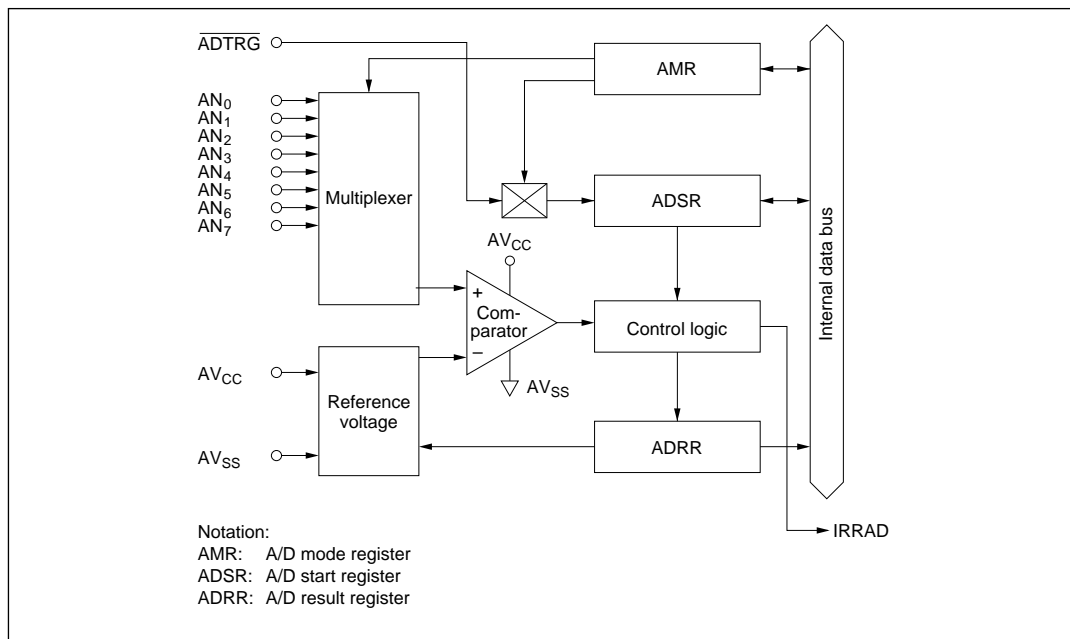 ADTRG
AN0
AN1
AN2
AN3
AN4
AN5
AN6
AN7
Multiplexer
AMR
ADSR
AVCC
+
Com-
parator
–
AVSS
Control logic
Internal data bus
AVCC
AVSS
Reference
voltage
ADRR
IRRAD
Notation:
AMR: A/D mode register
ADSR: A/D start register
ADRR: A/D result register